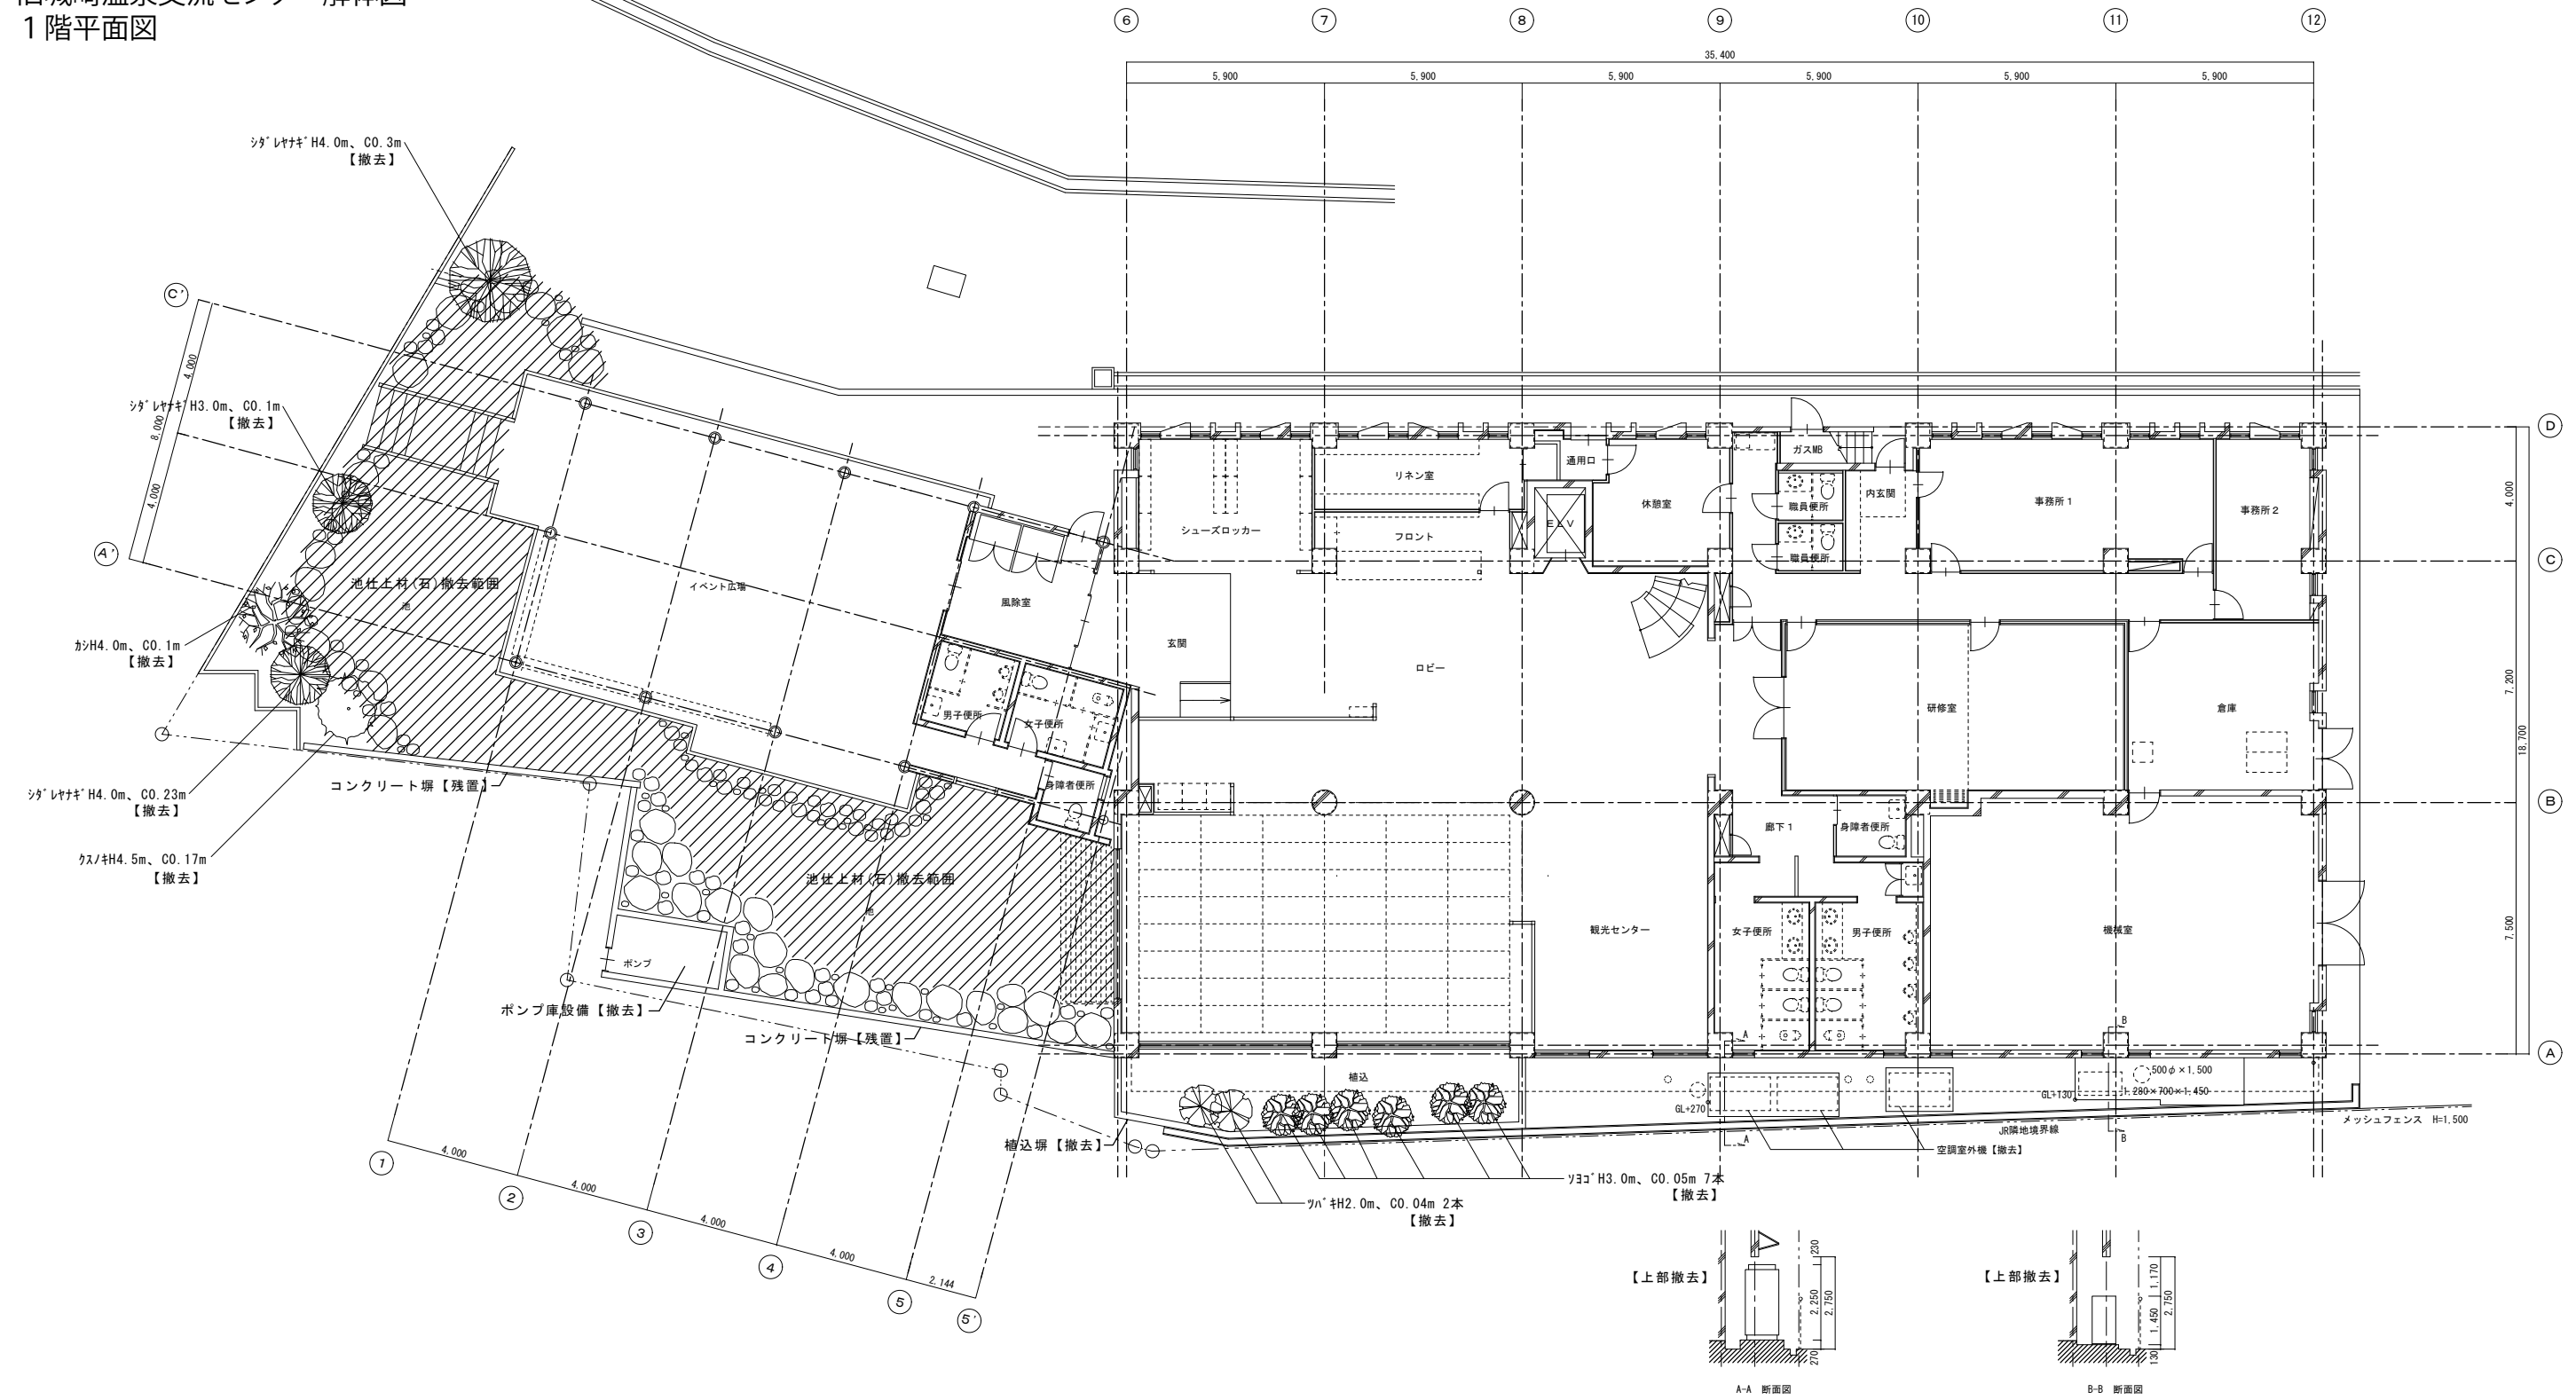 旧城崎温泉交流センター解体図
１階平面図
6
7
8
9
10
11
12
35,400
5,900
5,900
5,900
5,900
5,900
5,900
ｼﾀﾞﾚﾔﾅｷﾞH4.0m、C0.3m
【撤去】
C'
4,000
8,000
4,000
A'
ｼﾀﾞﾚﾔﾅｷﾞH3.0m、C0.1m
【撤去】
池仕上材(石)撤去範囲
池
ｶｼH4.0m、C0.1m
【撤去】
ｼﾀﾞﾚﾔﾅｷﾞH4.0m、C0.23m
【撤去】
ｸｽﾉｷH4.5m、C0.17m
【撤去】
コンクリート塀【残置】
イベント広場
風除室
男子便所
女子便所
身障者便所
池仕上材(石)撤去範囲
池
ポンプ
ポンプ庫設備【撤去】
コンクリート塀【残置】
シューズロッカー
リネン室
フロント
通用口
ELV
休憩室
ガスMB
職員便所
職員便所
内玄関
事務所１
事務所２
玄関
ロビー
研修室
倉庫
廊下１
身障者便所
観光センター
女子便所
男子便所
機械室
D
C
B
A
4,000
7,200
18,700
7,500
植込
植込塀【撤去】
GL+270
A
A
B
B
GL+130
500φ×1,500
1,280×700×1,450
JR隣地境界線
メッシュフェンス H=1,500
空調室外機【撤去】
ｿﾖｺﾞH3.0m、C0.05m 7本
【撤去】
ﾂﾊﾞｷH2.0m、C0.04m 2本
【撤去】
1
2
3
4
5
5'
4,000
4,000
4,000
4,000
2,144
【上部撤去】
230
2,250
2,750
270
A-A 断面図
【上部撤去】
1,170
1,450
2,750
130
B-B 断面図